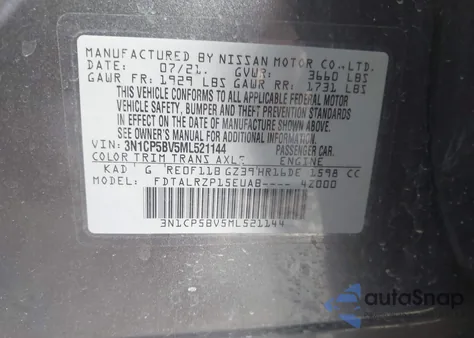 MANUFACTURED BY NISSAN MOTOR CO., LTD.
DATE: 07/21. GVWR: 3660 LBS
GAWR FR: 1929 LBS GAWR RR: 1731 LBS
THIS VEHICLE CONFORMS TO ALL APPLICABLE FEDERAL MOTOR
VEHICLE SAFETY, BUMPER AND THEFT PREVENTION STANDARDS
IN EFFECT ON THE DATE OF MANUFACTURE SHOWN ABOVE.
* OWNER'S MANUAL FOR ADDITIONAL INFORMATION
VIN: 3N1CP5BV5ML521144 PASSENGER CAR.
COLOR TRIM TRANS AXLE ENGINE
KAD G RE0F11B GZ39 HR16DE 1598 CC
MODEL: FDTALRZP15EUAB---- 42000
3N1CP5BV5ML521144
autoSnap